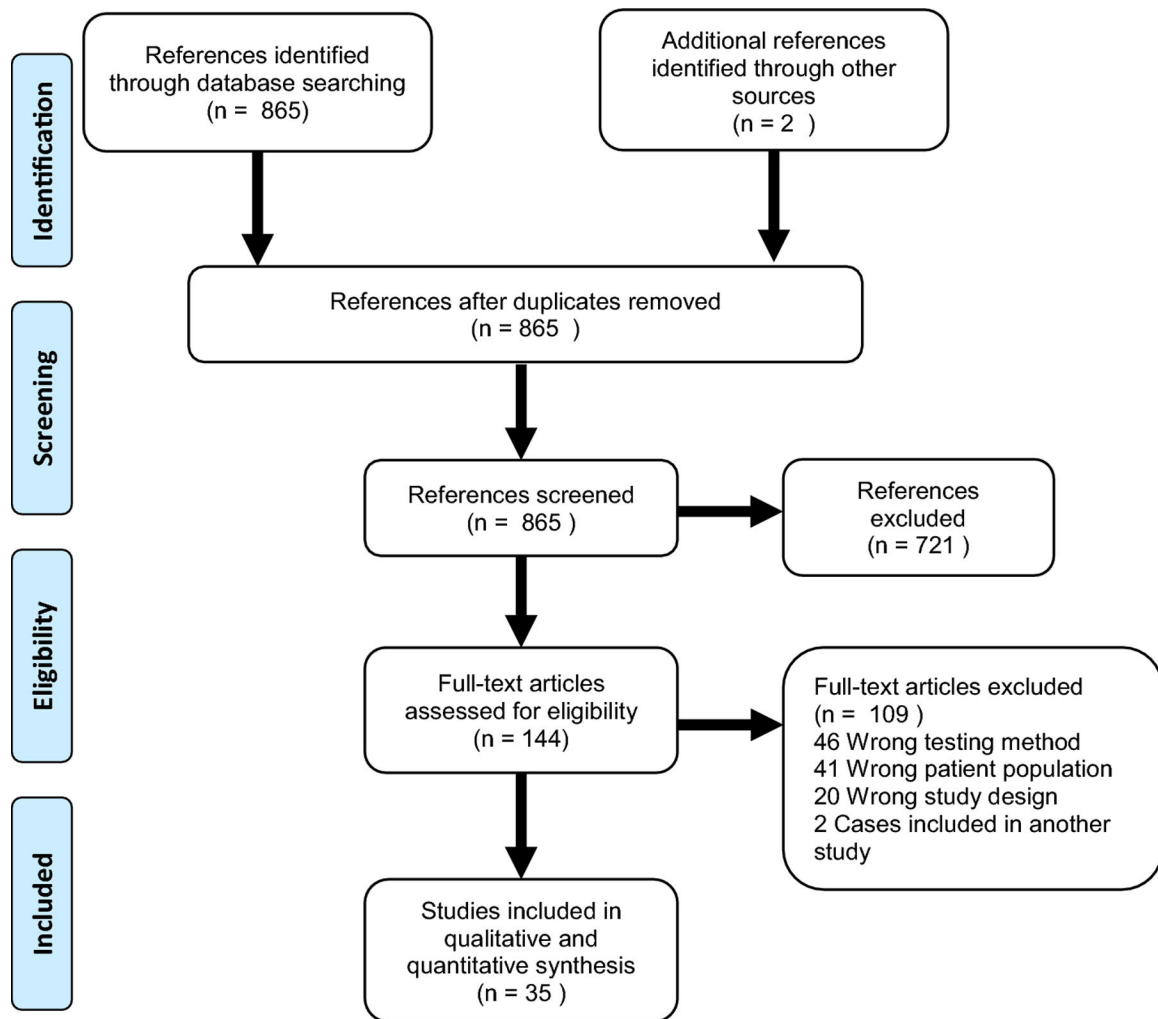 Identification
References identified
through database searching
(n =  865)
Additional references
identified through other
sources
(n = 2  )
References after duplicates removed
(n = 865  )
Screening
References screened
(n =  865 )
References
excluded
(n = 721 )
Eligibility
Full-text articles
assessed for eligibility
(n = 144)
Full-text articles excluded
(n =  109 )
46 Wrong testing method
41 Wrong patient population
20 Wrong study design
2 Cases included in another
study
Included
Studies included in
qualitative and
quantitative synthesis
(n = 35 )